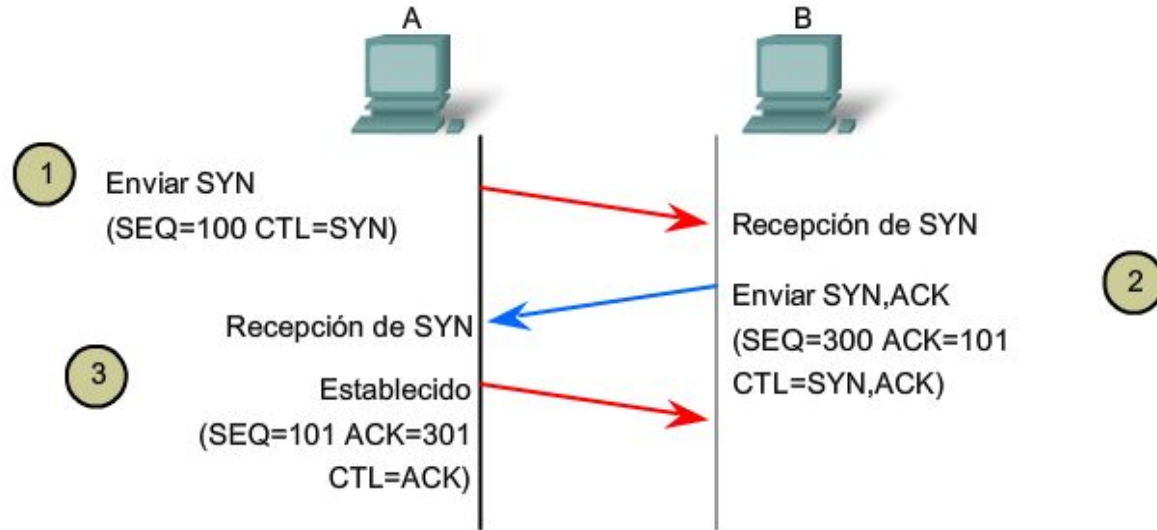 A
B
1
Enviar SYN
(SEQ=100 CTL=SYN)
Recepción de SYN
2
Enviar SYN,ACK
(SEQ=300 ACK=101
CTL=SYN,ACK)
Recepción de SYN
3
Establecido
(SEQ=101 ACK=301
CTL=ACK)